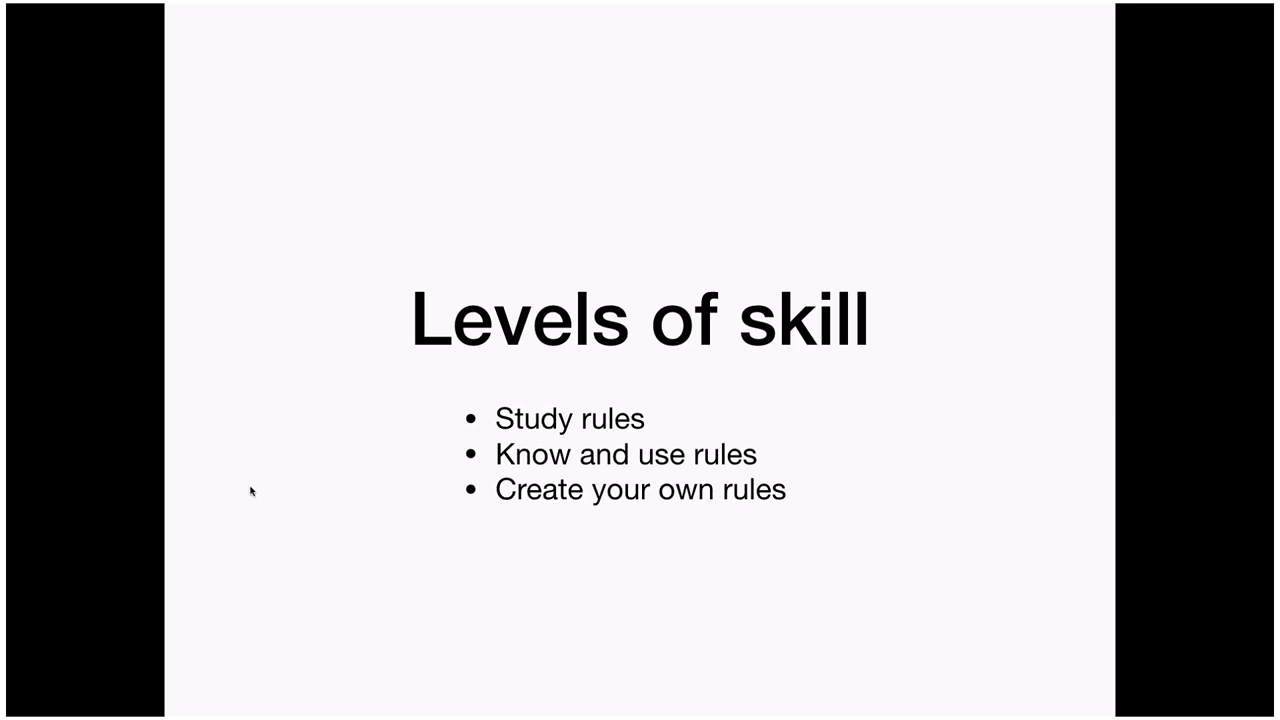 Levels of skill
• Study rules
• Know and use rules
• Create your own rules